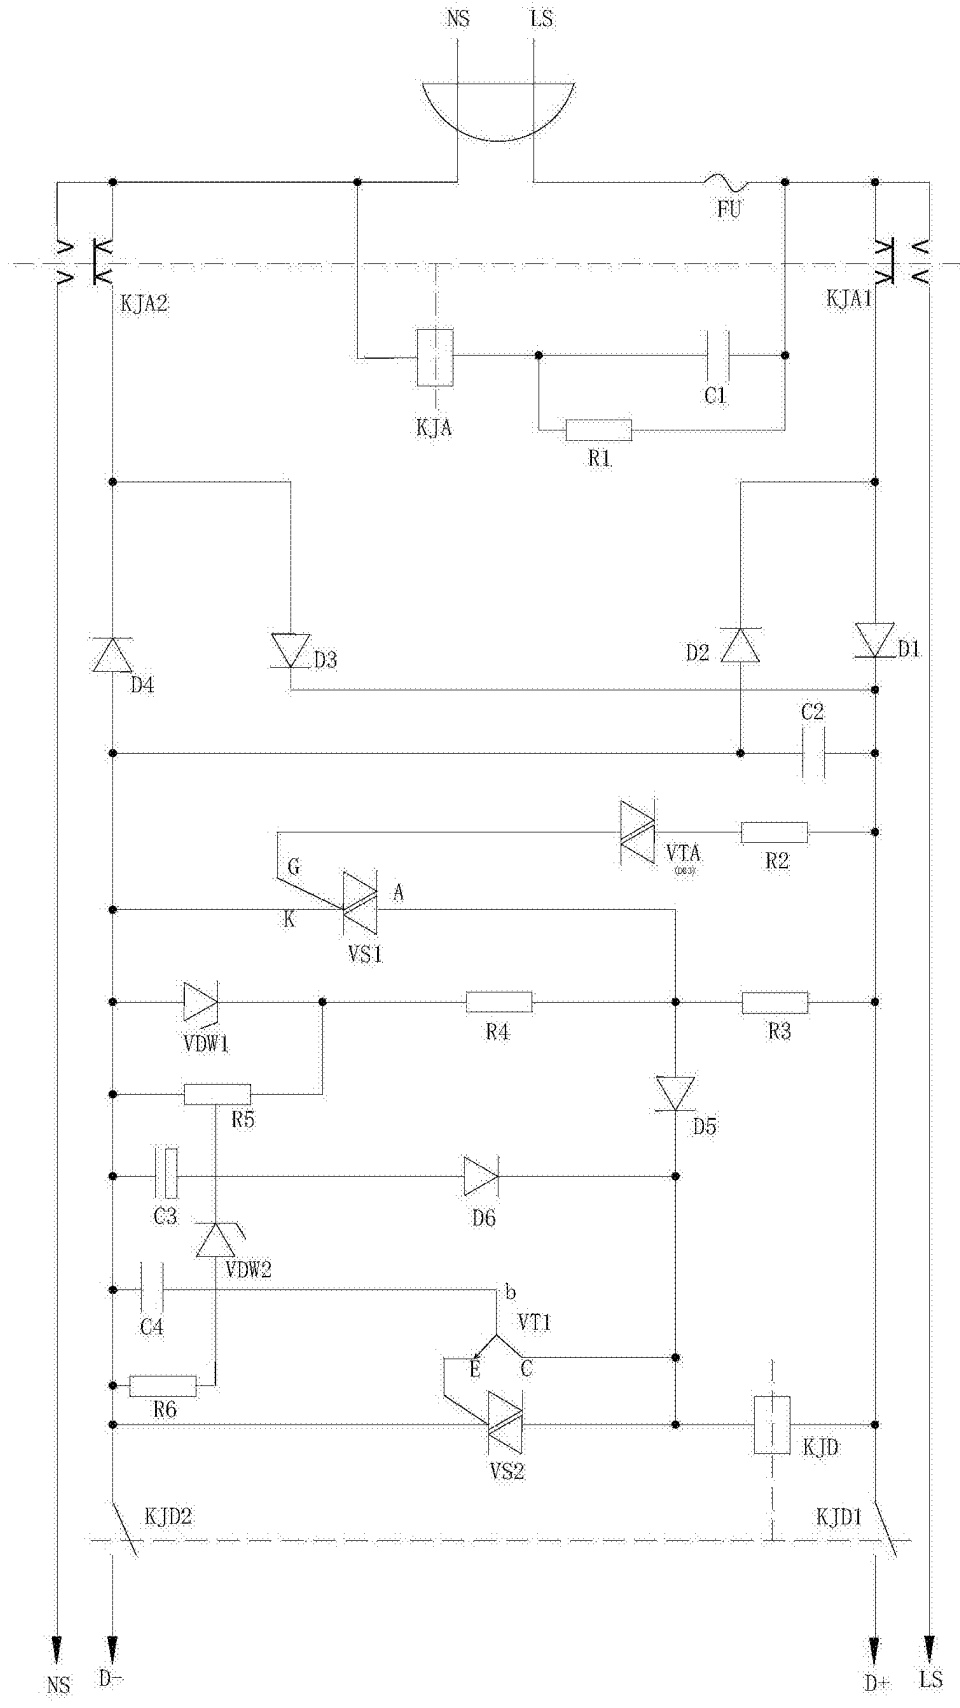 NS LS
FU
KJA2 KJA1
C1
KJA
R1
D3 D2 D1
D4
C2
VTA R2
(DB3)
G
A
K
VS1
VDW1 R4 R3
R5 D5
C3 D6
VDW2
b
C4 VT1
E C
R6
KJD
VS2
KJD2 KJD1
NS D- D+ LS